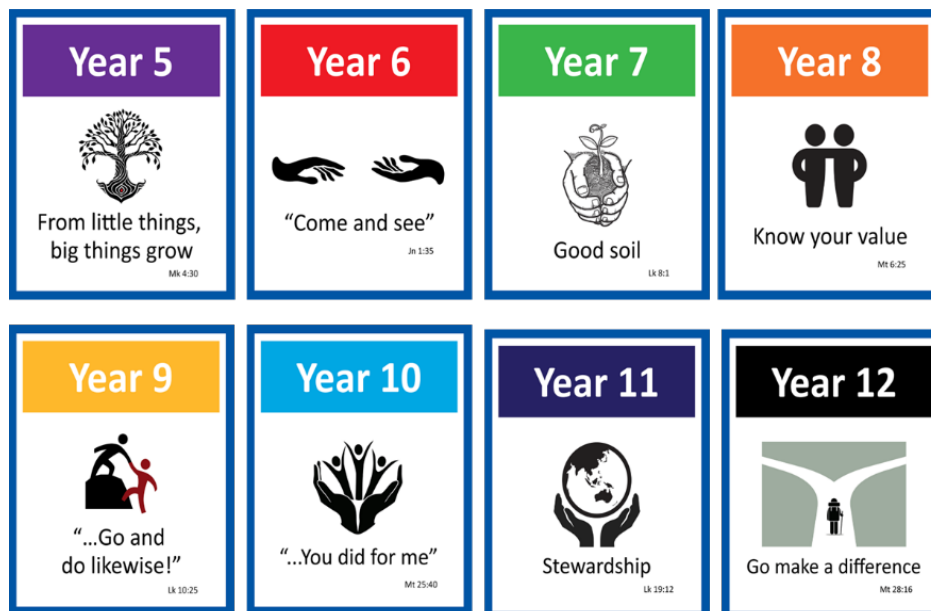 Year 5
From little things,
big things grow
Mk 4:30
Year 6
“Come and see”
Jn 1:35
Year 7
Good soil
Lk 8:1
Year 8
Know your value
Mt 6:25
Year 9
“...Go and
do likewise!”
Lk 10:25
Year 10
“...You did for me”
Mt 25:40
Year 11
Stewardship
Lk 19:12
Year 12
Go make a difference
Mt 28:16